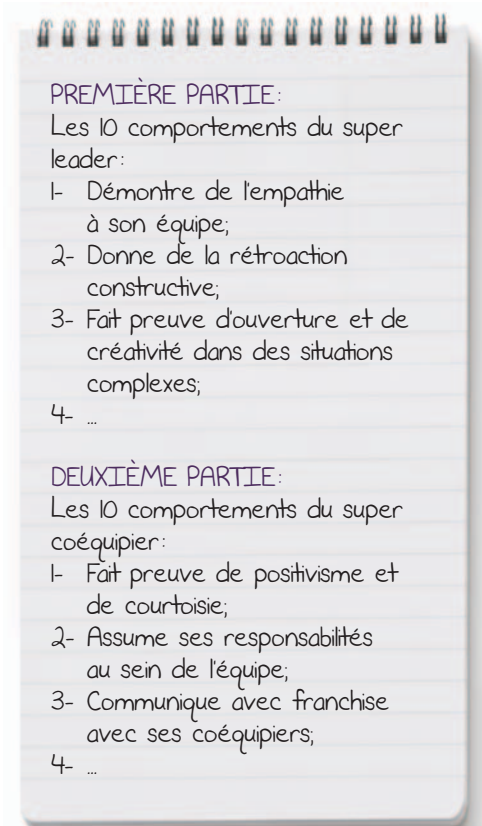 PREMIÈRE PARTIE:
Les 10 comportements du super
leader:
1- Démontre de l'empathie
à son équipe;
2- Donne de la rétroaction
constructive;
3- Fait preuve d'ouverture et de
créativité dans des situations
complexes;
4- ...
DEUXIÈME PARTIE:
Les 10 comportements du super
coéquipier:
1- Fait preuve de positivisme et
de courtoisie;
2- Assume ses responsabilités
au sein de l'équipe;
3- Communique avec franchise
avec ses coéquipiers;
4- ...